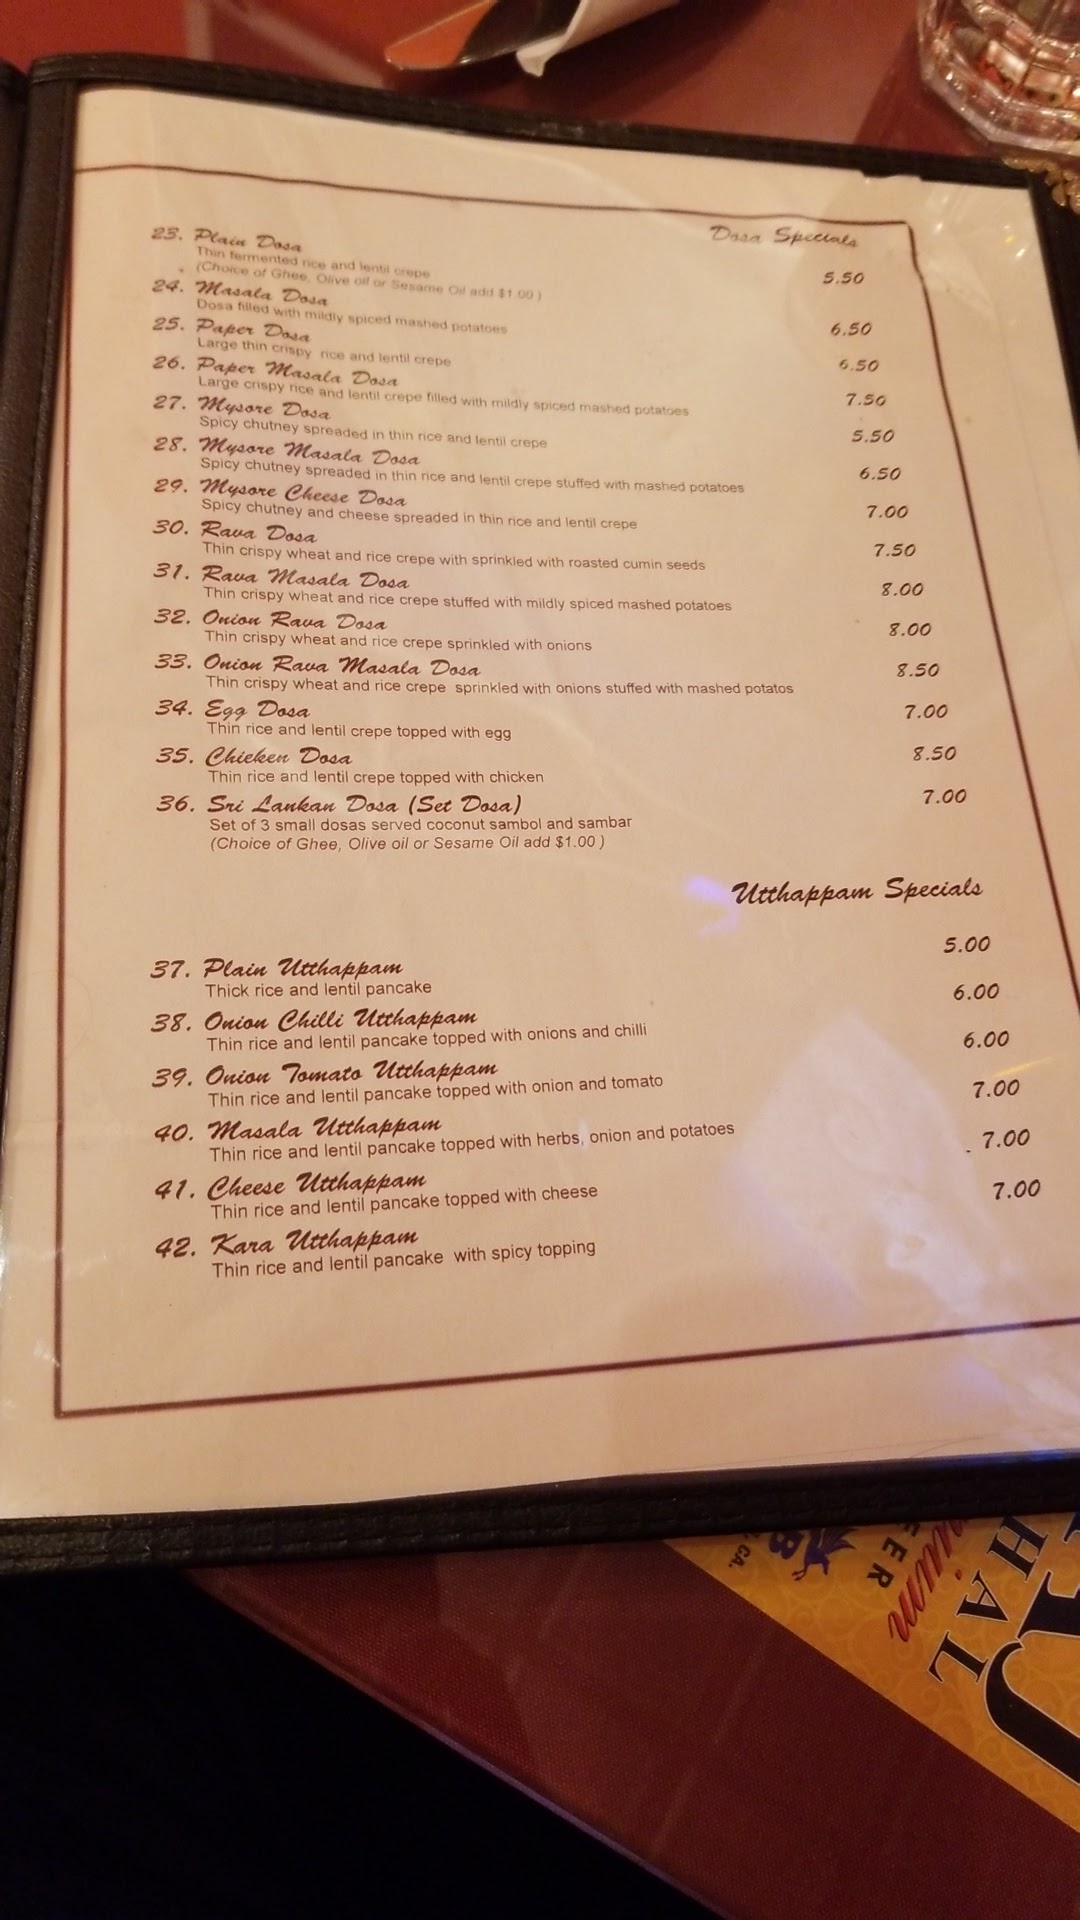 Dosa Specials
23. Plain Dosa 5.50
Thin fermented rice and lentil crepe
(Choice of Ghee, Olive oil or Sesame Oil add $1.00 )
24. Masala Dosa 6.50
Dosa filled with mildly spiced mashed potatoes
25. Paper Dosa 6.50
Large thin crispy rice and lentil crepe
26. Paper Masala Dosa 7.50
Large crispy rice and lentil crepe filled with mildly spiced mashed potatoes
27. Mysore Dosa 5.50
Spicy chutney spreaded in thin rice and lentil crepe
28. Mysore Masala Dosa 6.50
Spicy chutney spreaded in thin rice and lentil crepe stuffed with mashed potatoes
29. Mysore Cheese Dosa 7.00
Spicy chutney and cheese spreaded in thin rice and lentil crepe
30. Rava Dosa 7.50
Thin crispy wheat and rice crepe with sprinkled with roasted cumin seeds
31. Rava Masala Dosa 8.00
Thin crispy wheat and rice crepe stuffed with mildly spiced mashed potatoes
32. Onion Rava Dosa 8.00
Thin crispy wheat and rice crepe sprinkled with onions
33. Onion Rava Masala Dosa 8.50
Thin crispy wheat and rice crepe sprinkled with onions stuffed with mashed potatos
34. Egg Dosa 7.00
Thin rice and lentil crepe topped with egg
35. Chicken Dosa 8.50
Thin rice and lentil crepe topped with chicken
36. Sri Lankan Dosa (Set Dosa) 7.00
Set of 3 small dosas served coconut sambol and sambar
(Choice of Ghee, Olive oil or Sesame Oil add $1.00 )
Utthappam Specials
37. Plain Utthappam 5.00
Thick rice and lentil pancake
38. Onion Chilli Utthappam 6.00
Thin rice and lentil pancake topped with onions and chilli
39. Onion Tomato Utthappam 6.00
Thin rice and lentil pancake topped with onion and tomato
40. Masala Utthappam 7.00
Thin rice and lentil pancake topped with herbs, onion and potatoes
41. Cheese Utthappam 7.00
Thin rice and lentil pancake topped with cheese
42. Kara Utthappam 7.00
Thin rice and lentil pancake with spicy topping
CA.